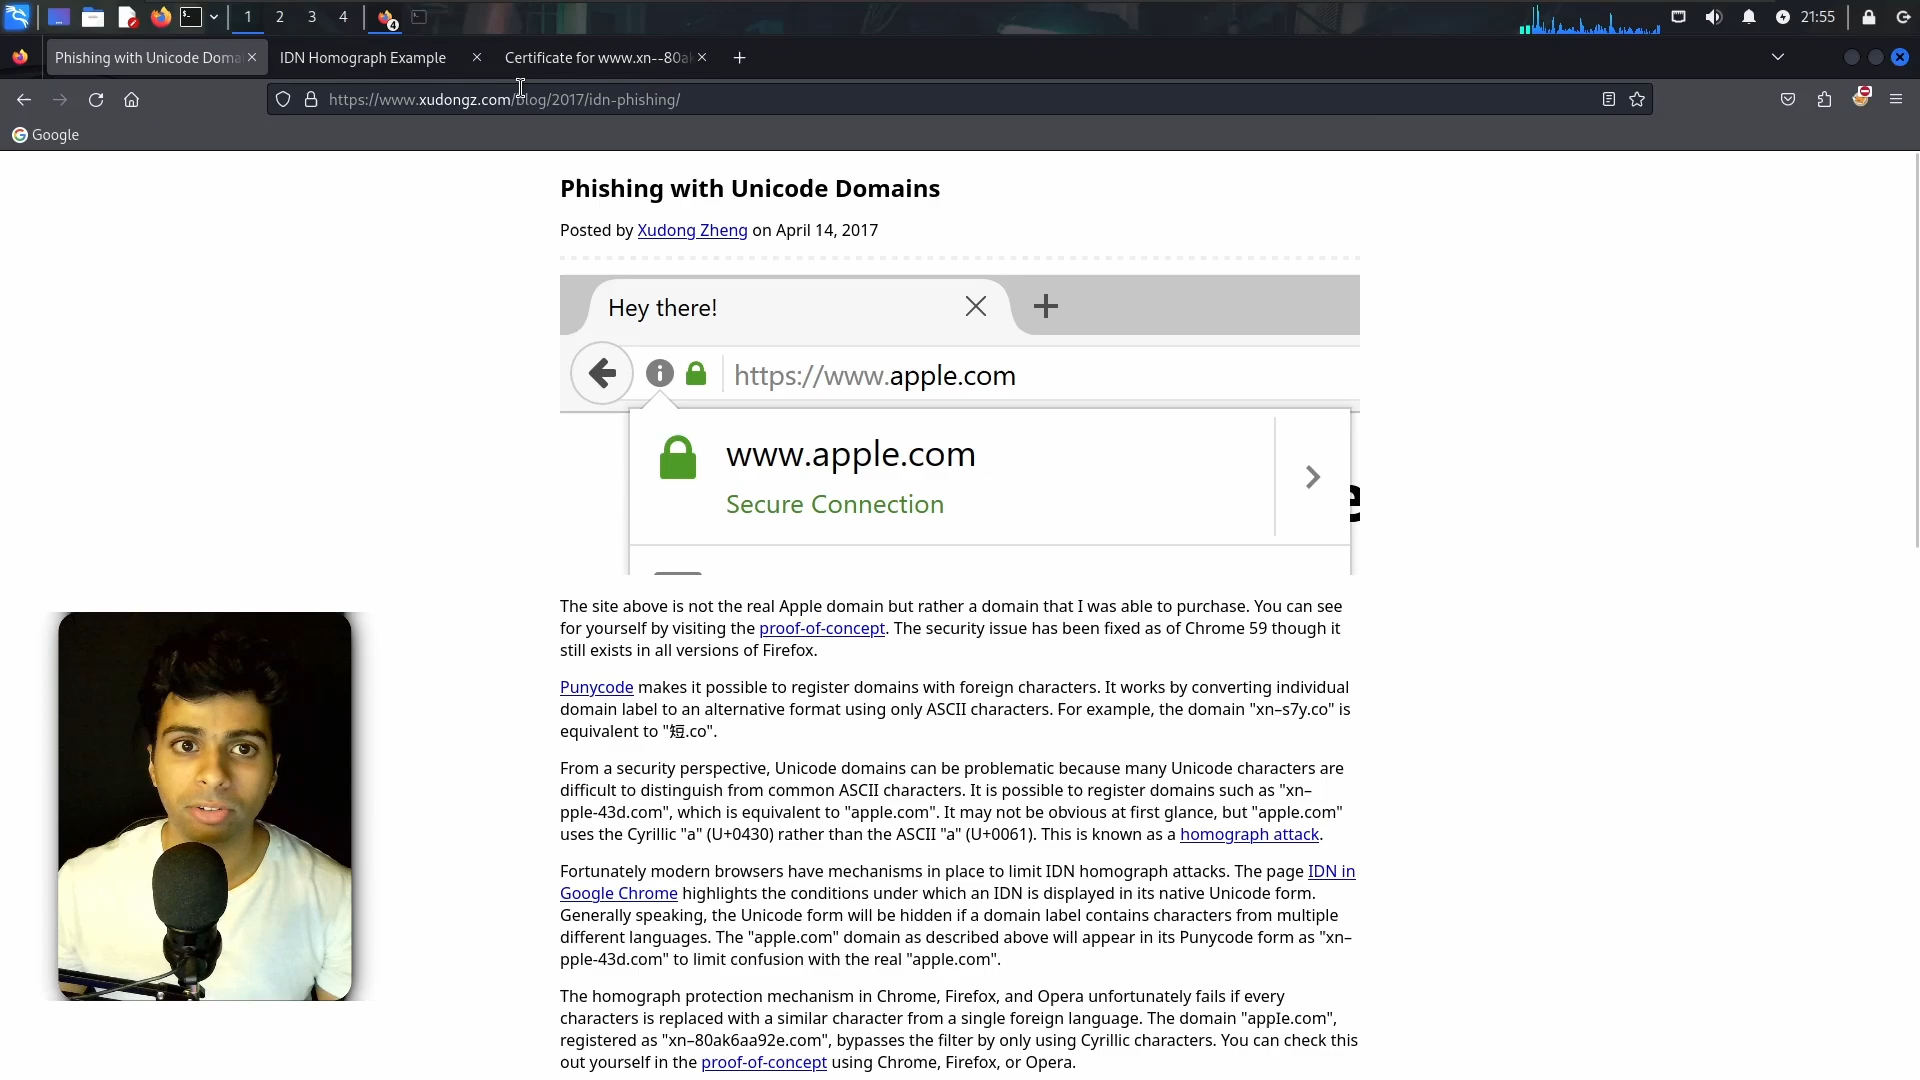 1 2 3 4
4
21:55
Phishing with Unicode Doma
IDN Homograph Example
Certificate for www.xn--80ak
https://www.xudongz.com/blog/2017/idn-phishing/
Google
Phishing with Unicode Domains
Posted by Xudong Zheng on April 14, 2017
Hey there!
https://www.apple.com
www.apple.com
Secure Connection
e
The site above is not the real Apple domain but rather a domain that I was able to purchase. You can see
for yourself by visiting the proof-of-concept. The security issue has been fixed as of Chrome 59 though it
still exists in all versions of Firefox.
Punycode makes it possible to register domains with foreign characters. It works by converting individual
domain label to an alternative format using only ASCII characters. For example, the domain "xn–s7y.co" is
equivalent to "短.co".
From a security perspective, Unicode domains can be problematic because many Unicode characters are
difficult to distinguish from common ASCII characters. It is possible to register domains such as "xn–
pple-43d.com", which is equivalent to "аpple.com". It may not be obvious at first glance, but "аpple.com"
uses the Cyrillic "а" (U+0430) rather than the ASCII "a" (U+0061). This is known as a homograph attack.
Fortunately modern browsers have mechanisms in place to limit IDN homograph attacks. The page IDN in
Google Chrome highlights the conditions under which an IDN is displayed in its native Unicode form.
Generally speaking, the Unicode form will be hidden if a domain label contains characters from multiple
different languages. The "аpple.com" domain as described above will appear in its Punycode form as "xn–
pple-43d.com" to limit confusion with the real "apple.com".
The homograph protection mechanism in Chrome, Firefox, and Opera unfortunately fails if every
characters is replaced with a similar character from a single foreign language. The domain "аррӏе.com",
registered as "xn–80ak6aa92e.com", bypasses the filter by only using Cyrillic characters. You can check this
out yourself in the proof-of-concept using Chrome, Firefox, or Opera.